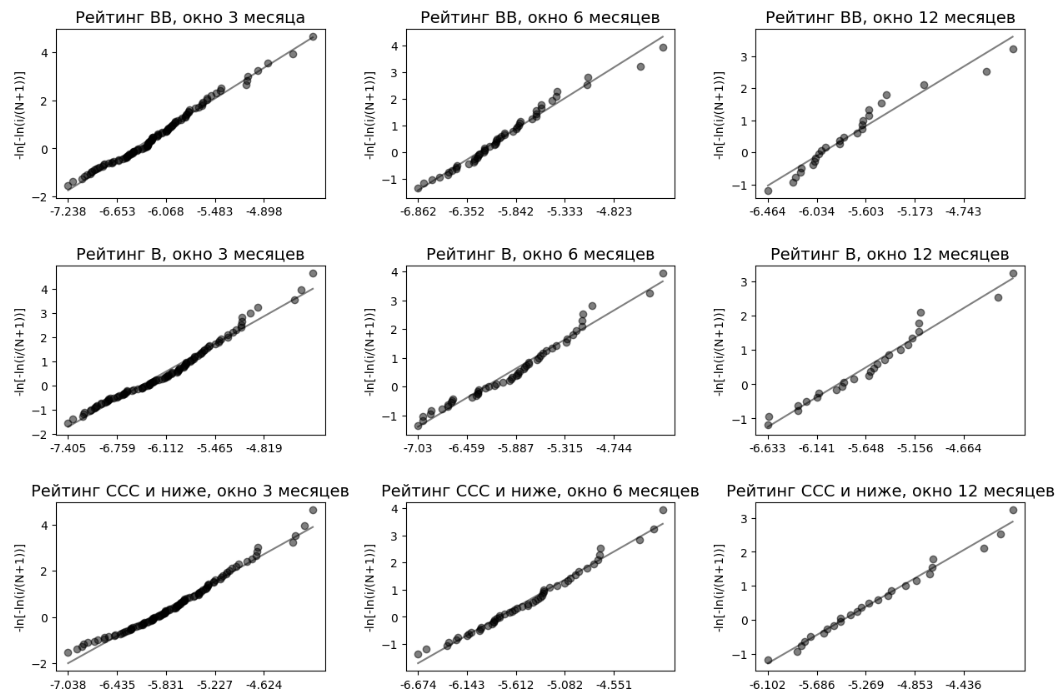 Рейтинг BB, окно 3 месяца
-ln[-ln(i/(N+1))]
4
2
0
−2
-7.238 -6.653 -6.068 -5.483 -4.898
Рейтинг BB, окно 6 месяцев
-ln[-ln(i/(N+1))]
4
3
2
1
0
−1
-6.862 -6.352 -5.842 -5.333 -4.823
Рейтинг BB, окно 12 месяцев
-ln[-ln(i/(N+1))]
3
2
1
0
−1
-6.464 -6.034 -5.603 -5.173 -4.743
Рейтинг B, окно 3 месяцев
-ln[-ln(i/(N+1))]
4
3
2
1
0
−1
−2
-7.405 -6.759 -6.112 -5.465 -4.819
Рейтинг B, окно 6 месяцев
-ln[-ln(i/(N+1))]
4
3
2
1
0
−1
-7.03 -6.459 -5.887 -5.315 -4.744
Рейтинг B, окно 12 месяцев
-ln[-ln(i/(N+1))]
3
2
1
0
−1
-6.633 -6.141 -5.648 -5.156 -4.664
Рейтинг CCC и ниже, окно 3 месяцев
-ln[-ln(i/(N+1))]
4
2
0
−2
-7.038 -6.435 -5.831 -5.227 -4.624
Рейтинг CCC и ниже, окно 6 месяцев
-ln[-ln(i/(N+1))]
4
3
2
1
0
−1
-6.674 -6.143 -5.612 -5.082 -4.551
Рейтинг CCC и ниже, окно 12 месяцев
-ln[-ln(i/(N+1))]
3
2
1
0
−1
-6.102 -5.686 -5.269 -4.853 -4.436